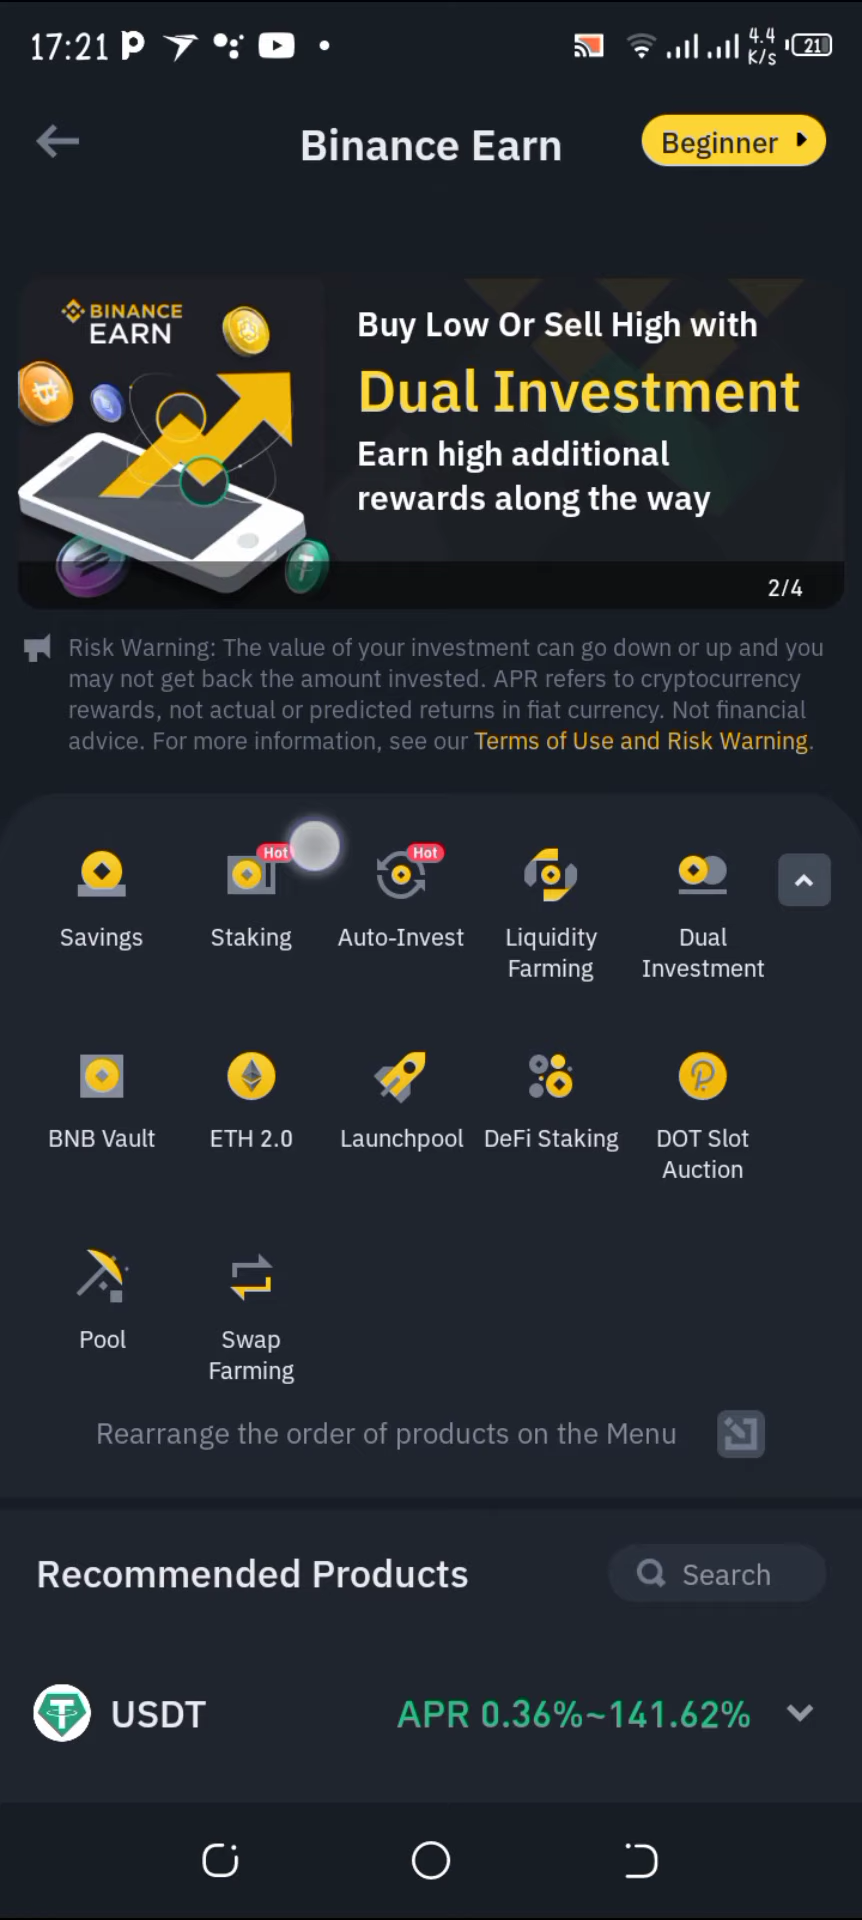 17:21
4.4
K/s
21
Binance Earn
Beginner
BINANCE
EARN
Buy Low Or Sell High with
Dual Investment
Earn high additional
rewards along the way
2/4
Risk Warning: The value of your investment can go down or up and you
may not get back the amount invested. APR refers to cryptocurrency
rewards, not actual or predicted returns in fiat currency. Not financial
advice. For more information, see our Terms of Use and Risk Warning.
Hot
Hot
Savings
Staking
Auto-Invest
Liquidity
Farming
Dual
Investment
BNB Vault
ETH 2.0
Launchpool
DeFi Staking
DOT Slot
Auction
Pool
Swap
Farming
Rearrange the order of products on the Menu
Recommended Products
Search
USDT
APR 0.36%~141.62%